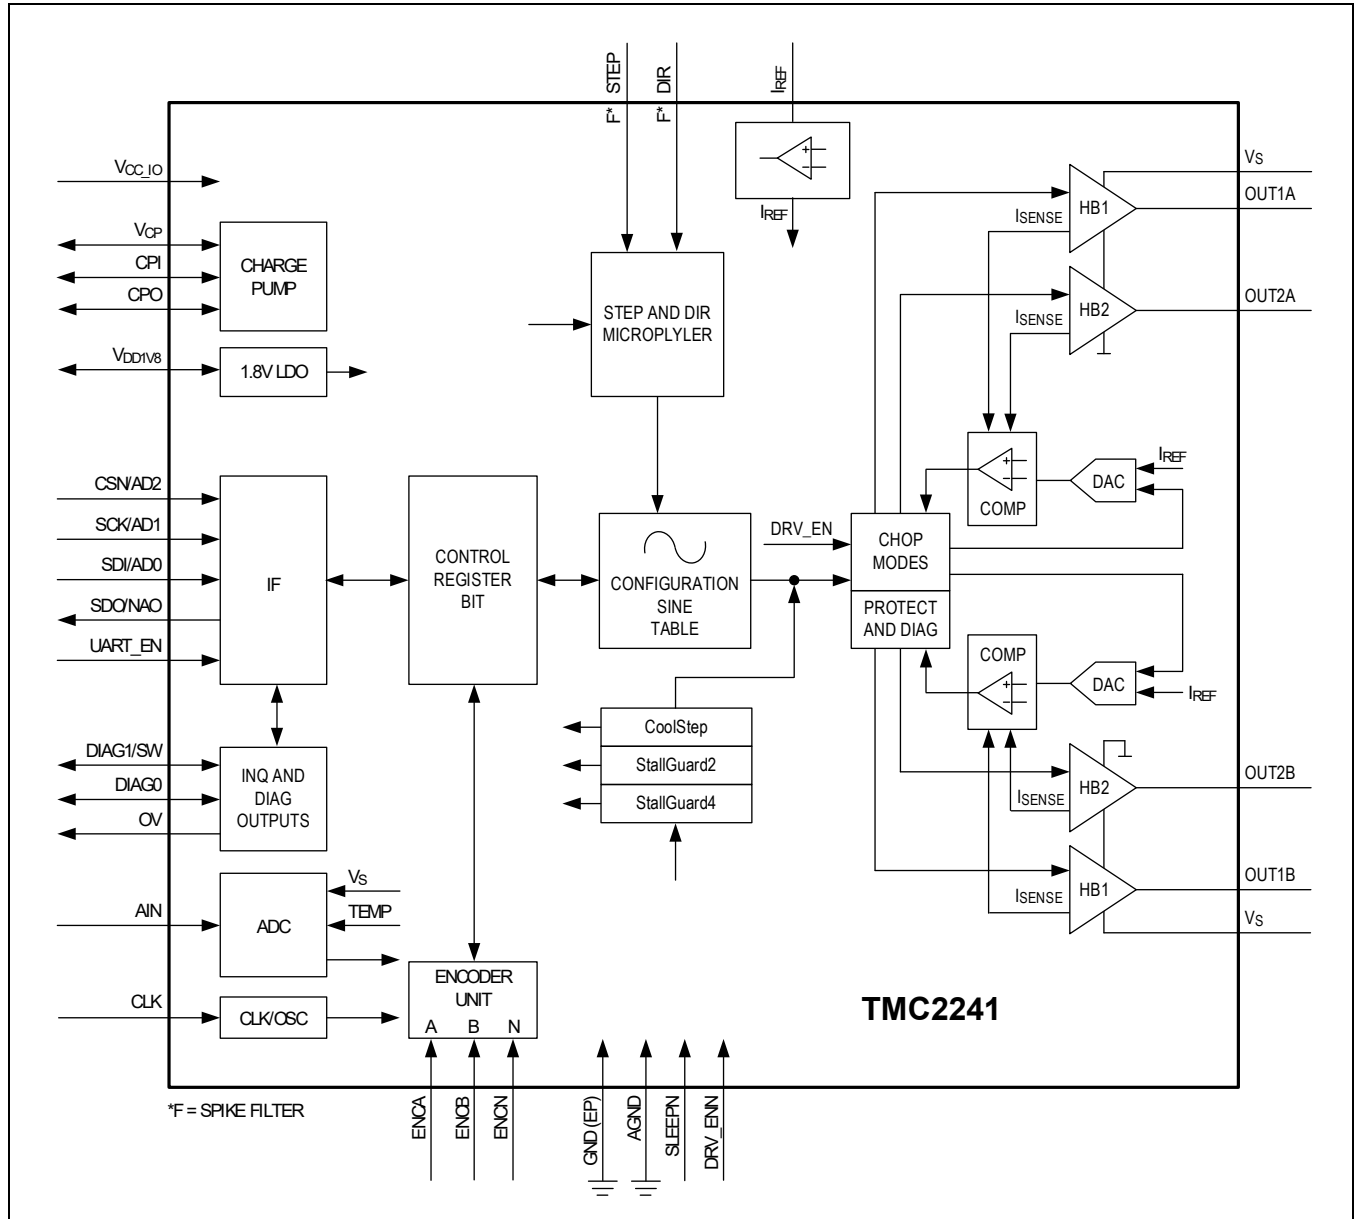 F* STEP
F* DIR
IREF
IREF
VCC_IO
VCP
CPI
CPO
CHARGE
PUMP
VDD1V8
1.8V LDO
STEP AND DIR
MICROPLYLER
VS
HB1
OUT1A
ISENSE
HB2
OUT2A
ISENSE
COMP
DAC
IREF
CSN/AD2
SCK/AD1
SDI/AD0
SDO/NAO
UART_EN
IF
CONTROL
REGISTER
BIT
CONFIGURATION
SINE
TABLE
DRV_EN
CHOP
MODES
PROTECT
AND DIAG
COMP
DAC
IREF
CoolStep
StallGuard2
StallGuard4
DIAG1/SW
DIAG0
OV
INQ AND
DIAG
OUTPUTS
HB2
OUT2B
ISENSE
HB1
OUT1B
ISENSE
VS
AIN
ADC
VS
TEMP
CLK
CLK/OSC
ENCODER
UNIT
A B N
TMC2241
*F = SPIKE FILTER
ENCA
ENCB
ENCN
GND (EP)
AGND
SLEEPN
DRV_ENN